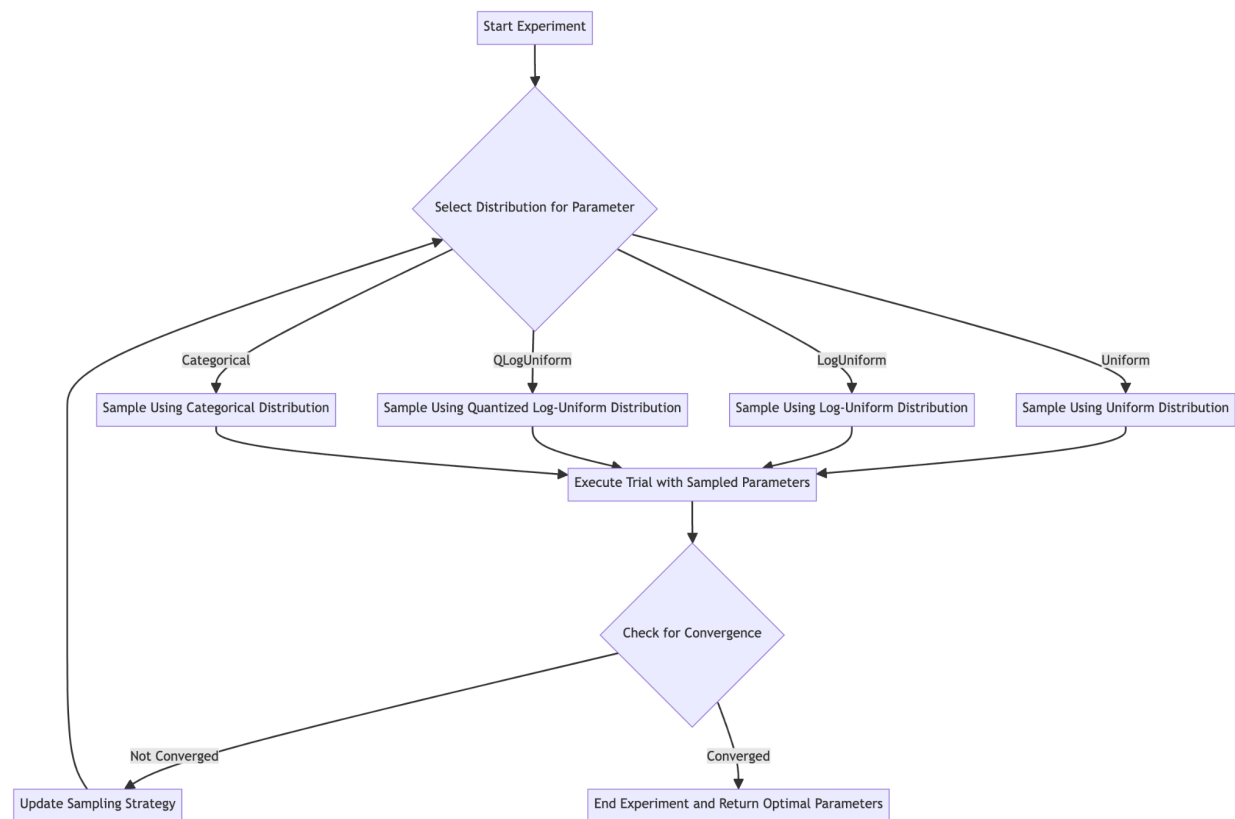 Start Experiment
Select Distribution for Parameter
Categorical
QLogUniform
LogUniform
Uniform
Sample Using Categorical Distribution
Sample Using Quantized Log-Uniform Distribution
Sample Using Log-Uniform Distribution
Sample Using Uniform Distribution
Execute Trial with Sampled Parameters
Check for Convergence
Not Converged
Converged
Update Sampling Strategy
End Experiment and Return Optimal Parameters